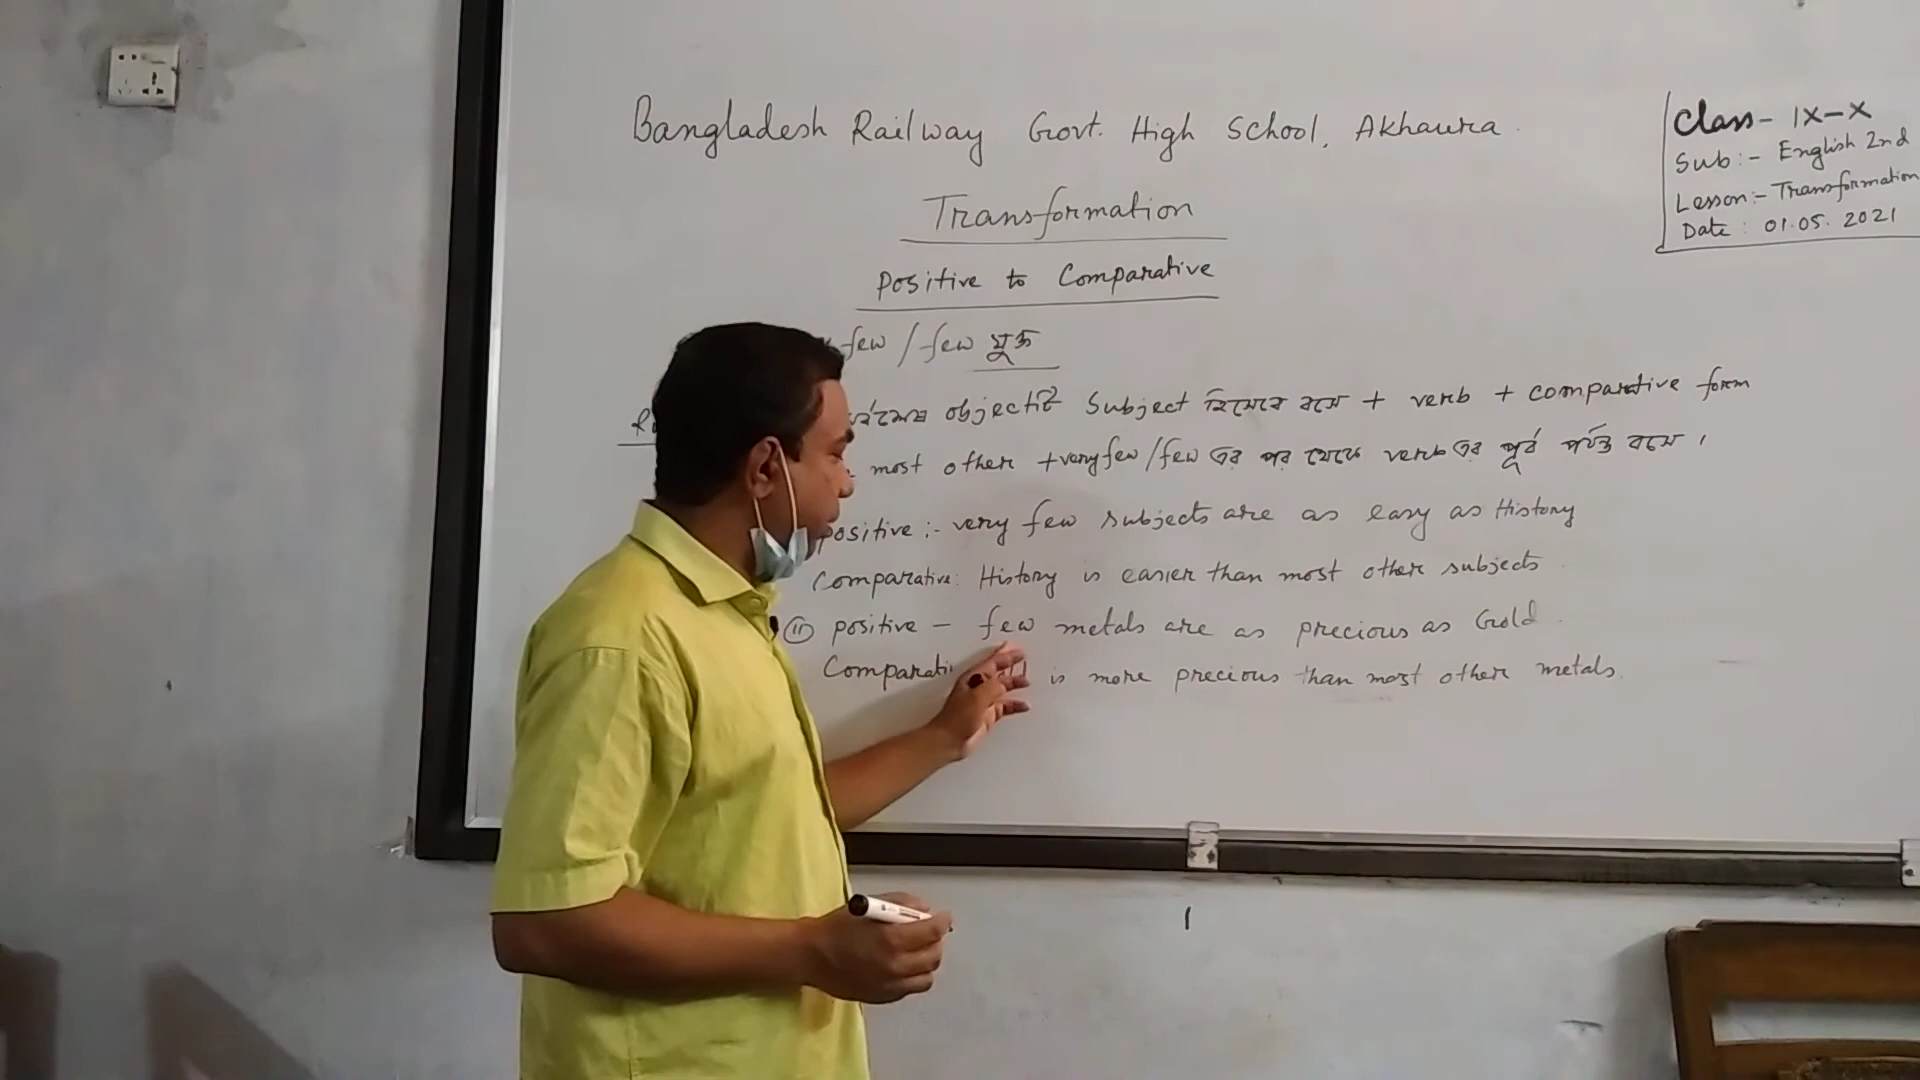 Bangladesh Railway Govt. High School, Akhaura.
Class - IX-X
Sub :- English 2nd
Lesson :- Transformation
Date : 01.05.2021
Transformation
Positive to Comparative
few / few যুক্ত
objectটি Subject হিসেবে বসে + verb + comparative form
most other + very few / few এর পর থেকে verb এর পূর্ব পর্যন্ত বসে ।
positive :- very few subjects are as easy as History
Comparative: History is easier than most other subjects.
(ii) positive - few metals are as precious as Gold.
is more precious than most other metals.